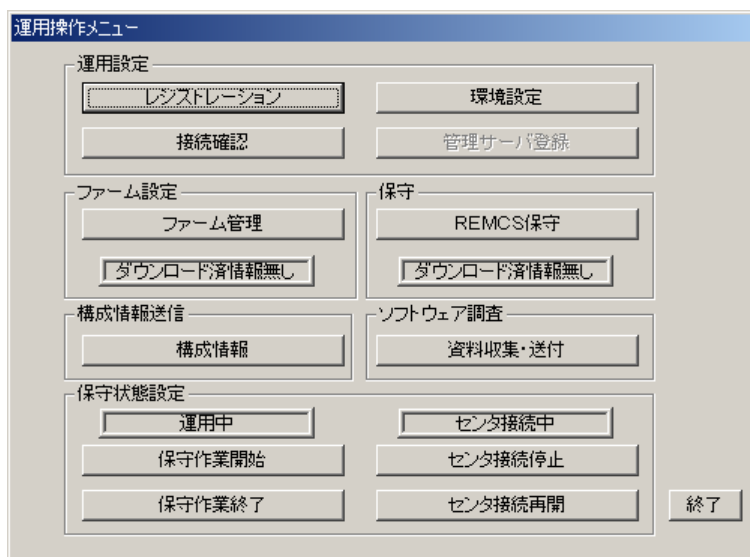 運用操作メニュー
運用設定
レジストレーション 環境設定
接続確認 管理サーバ登録
ファーム設定 保守
ファーム管理 REMCS保守
ダウンロード済情報無し ダウンロード済情報無し
構成情報送信 ソフトウェア調査
構成情報 資料収集・送付
保守状態設定
運用中 センタ接続中
保守作業開始 センタ接続停止
保守作業終了 センタ接続再開 終了